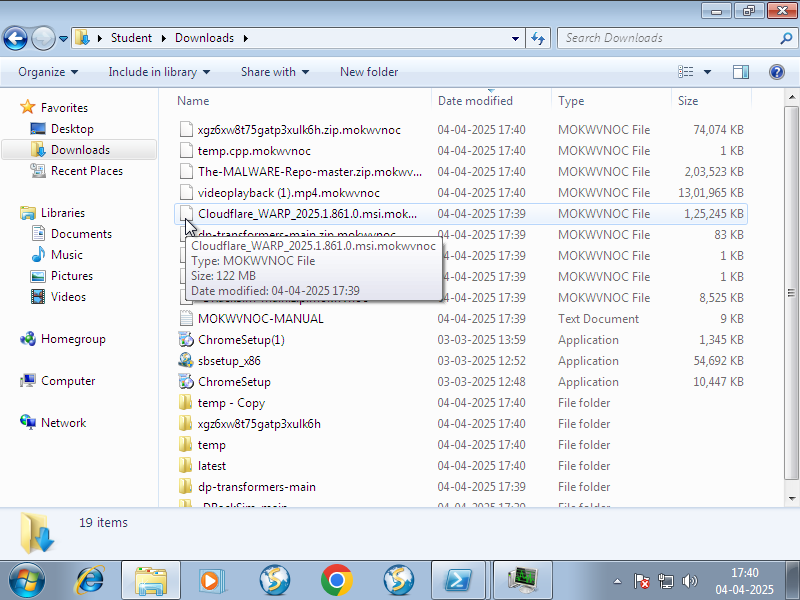 Student Downloads
Search Downloads
Organize Include in library Share with New folder
Name Date modified Type Size
Favorites
Desktop
Downloads
Recent Places
Libraries
Documents
Music
Pictures
Videos
Homegroup
Computer
Network
xgz6xw8t75gatp3xulk6h.zip.mokwvnoc 04-04-2025 17:40 MOKWVNOC File 74,074 KB
temp.cpp.mokwvnoc 04-04-2025 17:40 MOKWVNOC File 1 KB
The-MALWARE-Repo-master.zip.mokwv... 04-04-2025 17:40 MOKWVNOC File 2,03,523 KB
videoplayback (1).mp4.mokwvnoc 04-04-2025 17:40 MOKWVNOC File 13,01,965 KB
Cloudflare_WARP_2025.1.861.0.msi.mok... 04-04-2025 17:39 MOKWVNOC File 1,25,245 KB
dp-transformers-main.zip.mokwvnoc 04-04-2025 17:39 MOKWVNOC File 83 KB
04-04-2025 17:39 MOKWVNOC File 1 KB
04-04-2025 17:39 MOKWVNOC File 1 KB
04-04-2025 17:39 MOKWVNOC File 8,525 KB
Cloudflare_WARP_2025.1.861.0.msi.mokwvnoc
Type: MOKWVNOC File
Size: 122 MB
Date modified: 04-04-2025 17:39
MOKWVNOC-MANUAL 04-04-2025 17:39 Text Document 9 KB
ChromeSetup(1) 03-03-2025 13:59 Application 1,345 KB
sbsetup_x86 03-03-2025 12:52 Application 54,692 KB
ChromeSetup 03-03-2025 12:48 Application 10,447 KB
temp - Copy 04-04-2025 17:40 File folder
xgz6xw8t75gatp3xulk6h 04-04-2025 17:40 File folder
temp 04-04-2025 17:40 File folder
latest 04-04-2025 17:40 File folder
dp-transformers-main 04-04-2025 17:39 File folder
04-04-2025 17:39 File folder
19 items
17:40
04-04-2025